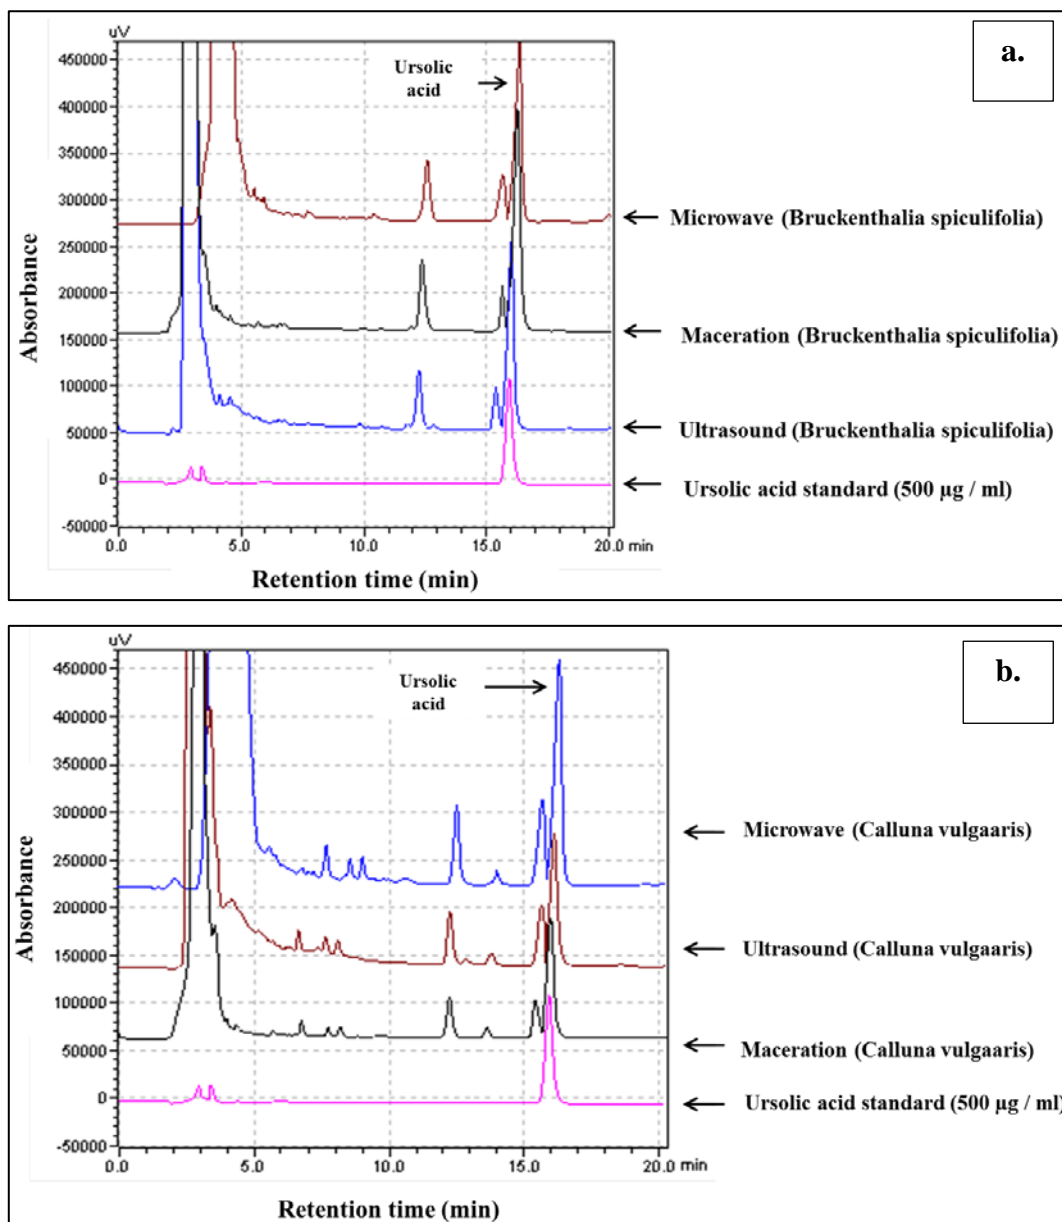 a.
uV
450000
400000
350000
300000
250000
200000
150000
100000
50000
0
-50000
Absorbance
Ursolic
acid
Microwave (Bruckenthalia spiculifolia)
Maceration (Bruckenthalia spiculifolia)
Ultrasound (Bruckenthalia spiculifolia)
Ursolic acid standard (500 µg / ml)
0.0 5.0 10.0 15.0 20.0 min
Retention time (min)
b.
uV
450000
400000
350000
300000
250000
200000
150000
100000
50000
0
-50000
Absorbance
Ursolic
acid
Microwave (Calluna vulgaaris)
Ultrasound (Calluna vulgaaris)
Maceration (Calluna vulgaaris)
Ursolic acid standard (500 µg / ml)
0.0 5.0 10.0 15.0 20.0 min
Retention time (min)